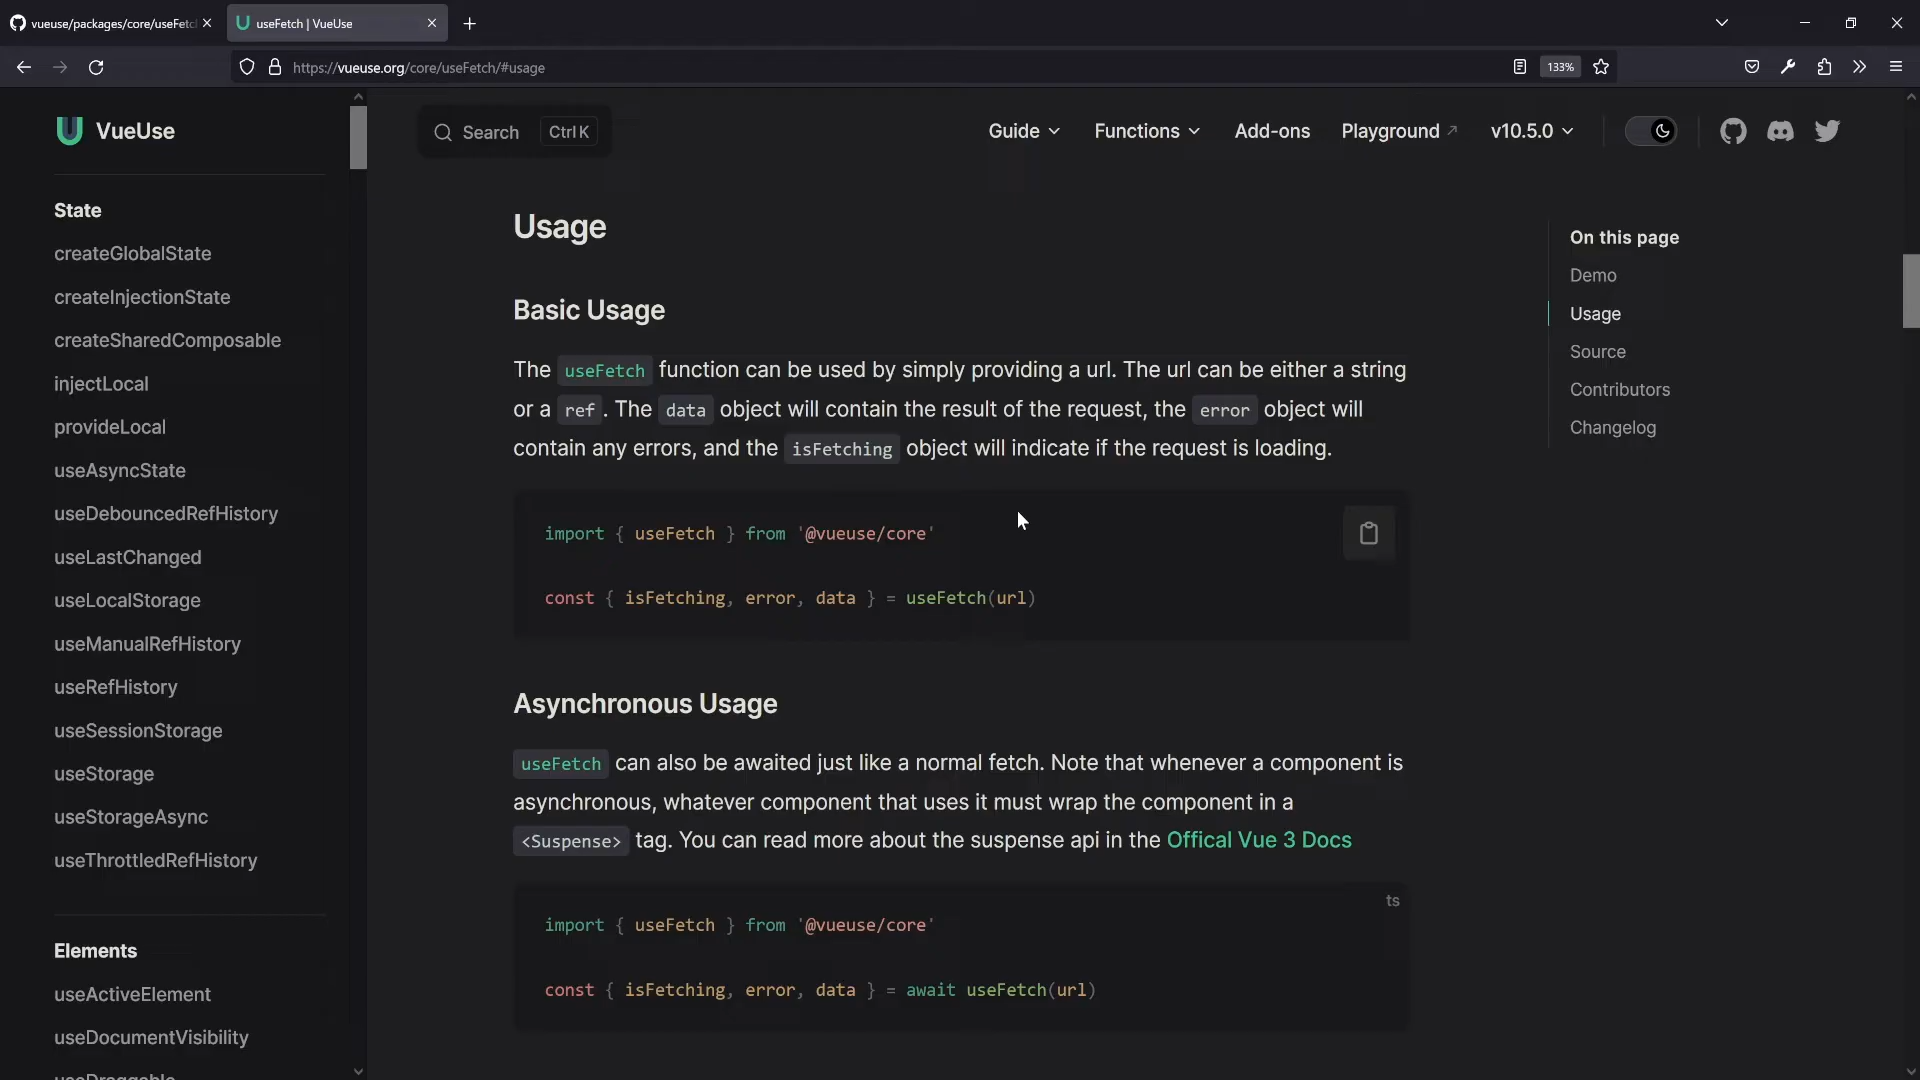 vueuse/packages/core/useFetc
useFetch | VueUse
https://vueuse.org/core/useFetch/#usage
133%
VueUse
Search
Ctrl K
Guide
Functions
Add-ons
Playground
v10.5.0
State
createGlobalState
createInjectionState
createSharedComposable
injectLocal
provideLocal
useAsyncState
useDebouncedRefHistory
useLastChanged
useLocalStorage
useManualRefHistory
useRefHistory
useSessionStorage
useStorage
useStorageAsync
useThrottledRefHistory
Elements
useActiveElement
useDocumentVisibility
useDraggable
Usage
Basic Usage
The useFetch function can be used by simply providing a url. The url can be either a string
or a ref . The data object will contain the result of the request, the error object will
contain any errors, and the isFetching object will indicate if the request is loading.
import { useFetch } from '@vueuse/core'
const { isFetching, error, data } = useFetch(url)
Asynchronous Usage
useFetch can also be awaited just like a normal fetch. Note that whenever a component is
asynchronous, whatever component that uses it must wrap the component in a
<Suspense> tag. You can read more about the suspense api in the Offical Vue 3 Docs
ts
import { useFetch } from '@vueuse/core'
const { isFetching, error, data } = await useFetch(url)
On this page
Demo
Usage
Source
Contributors
Changelog